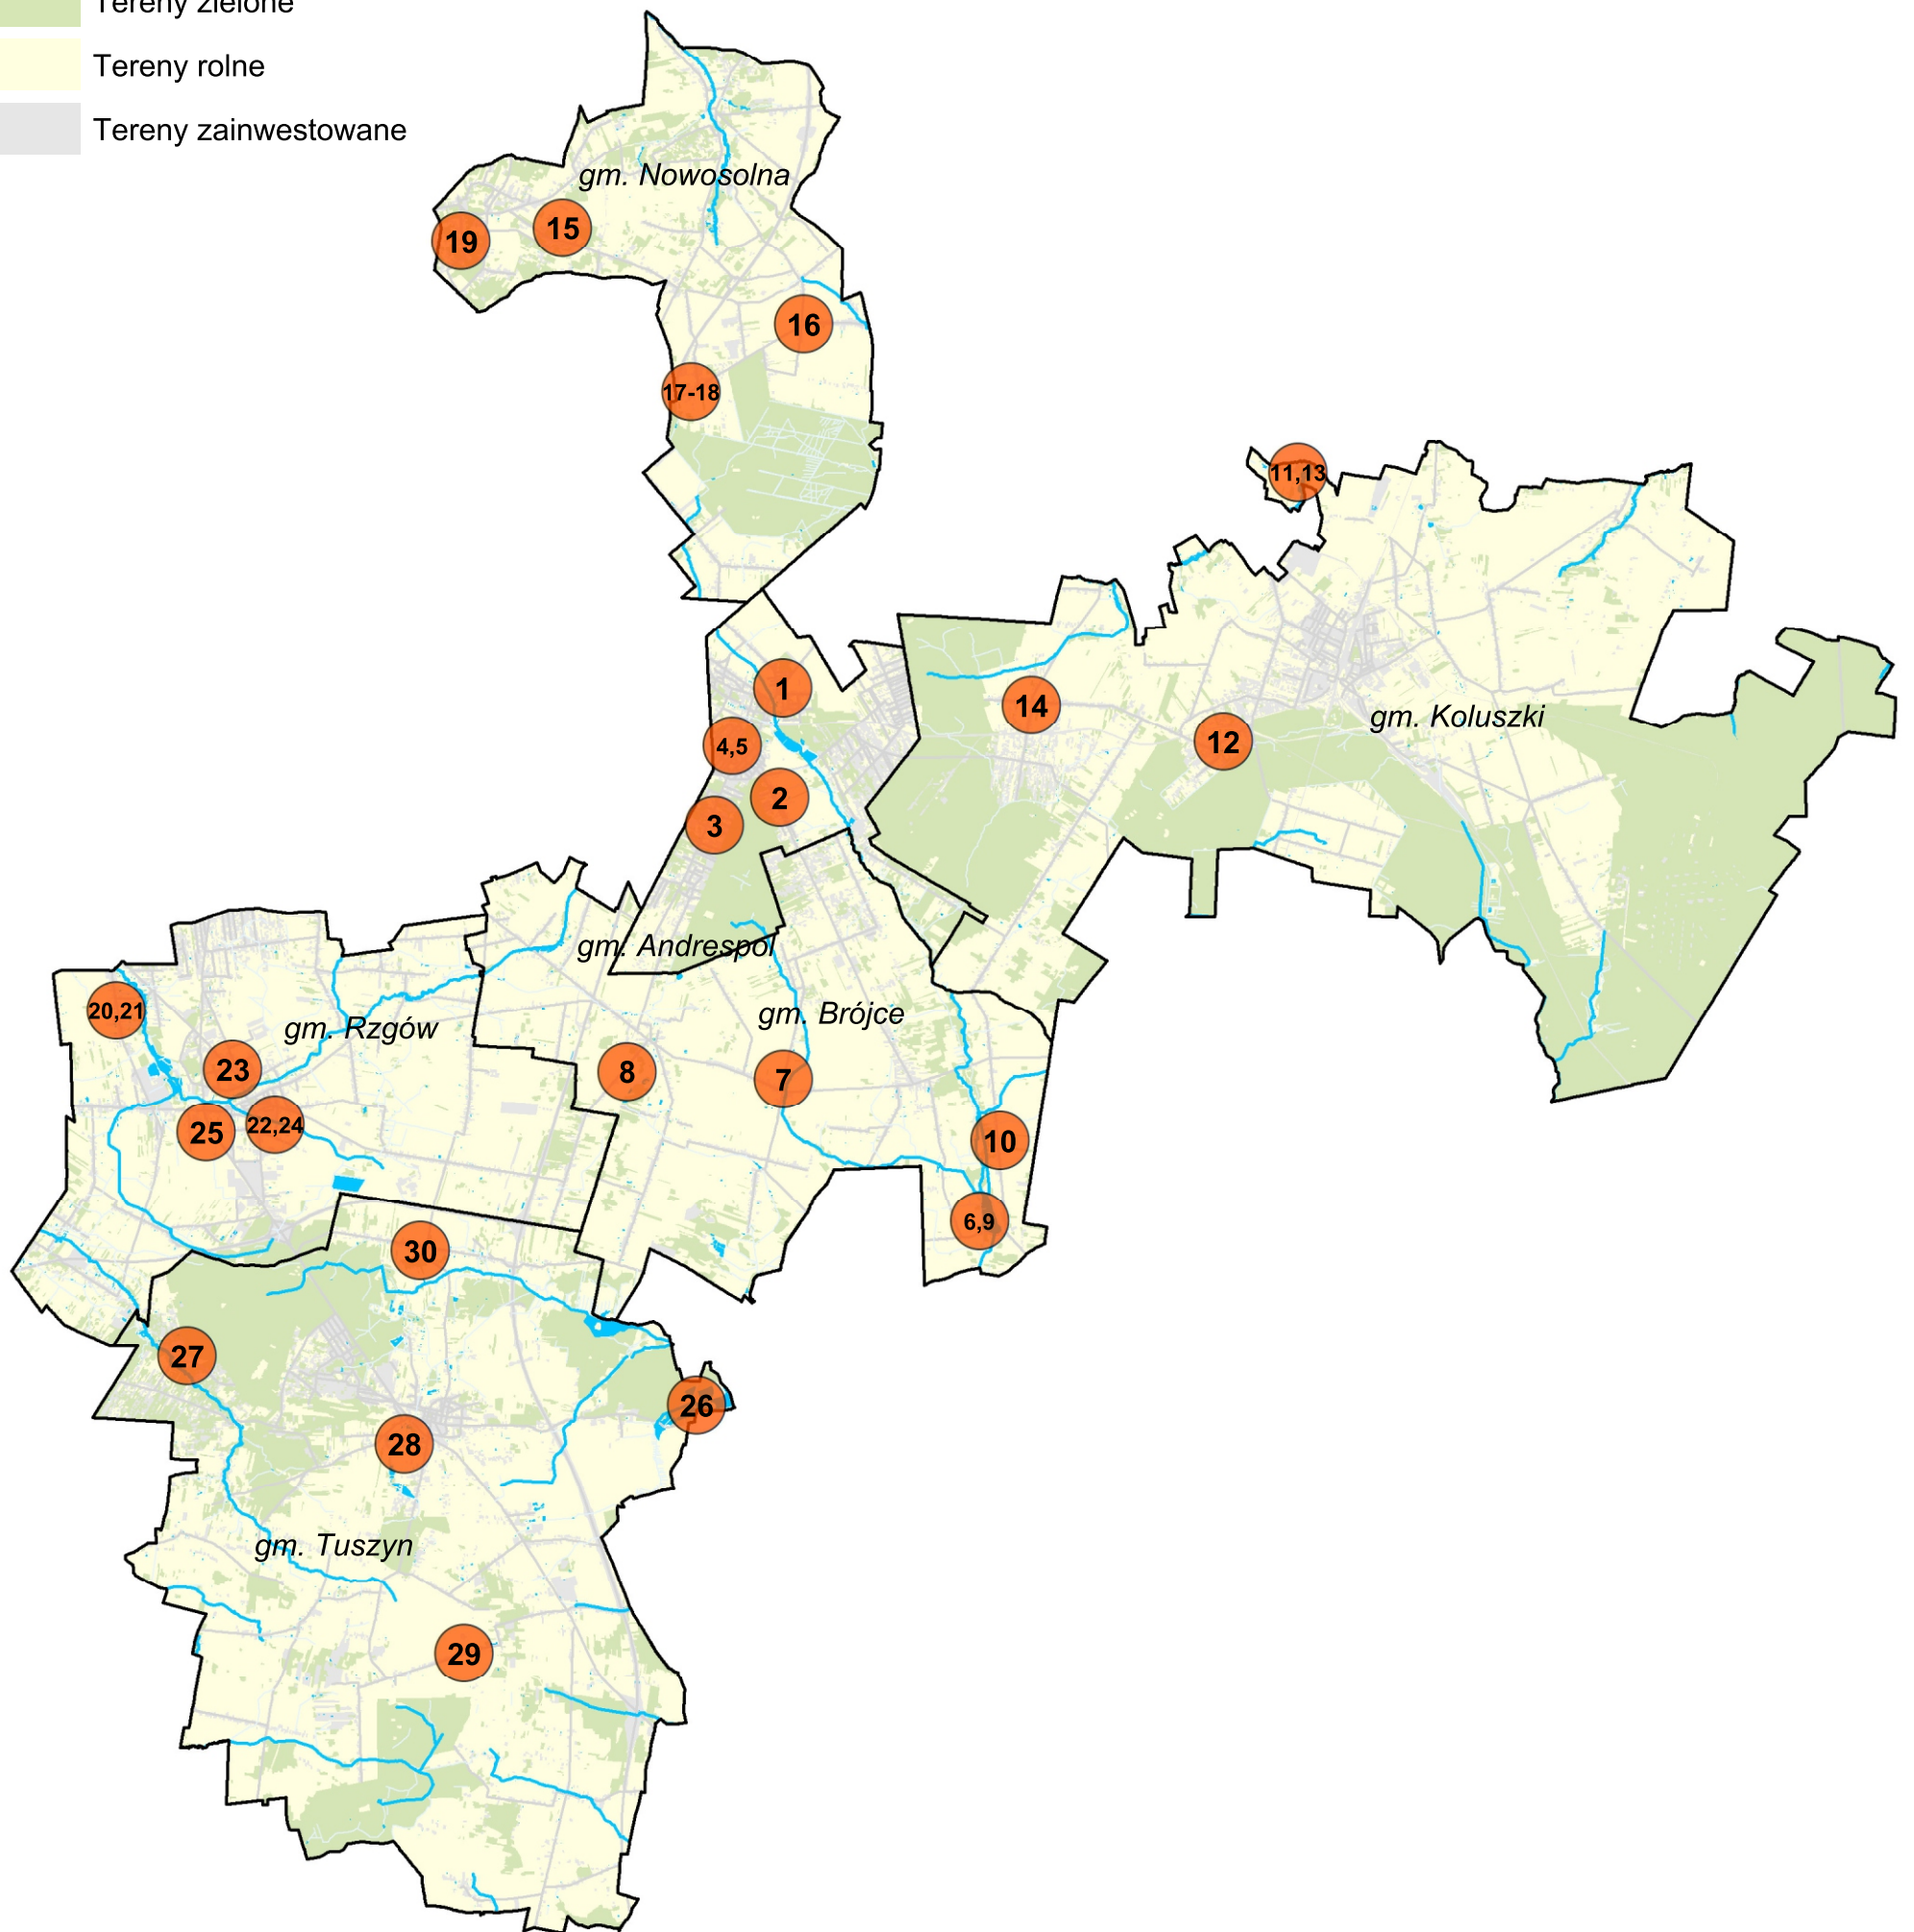 Tereny zielone
Tereny rolne
Tereny zainwestowane
gm. Nowosolna
19
15
16
17-18
11,13
1
14
gm. Koluszki
12
4,5
2
3
gm. Andrespol
20,21
gm. Rzgów
gm. Brójce
23
8
7
25
22,24
10
6,9
30
27
26
28
gm. Tuszyn
29